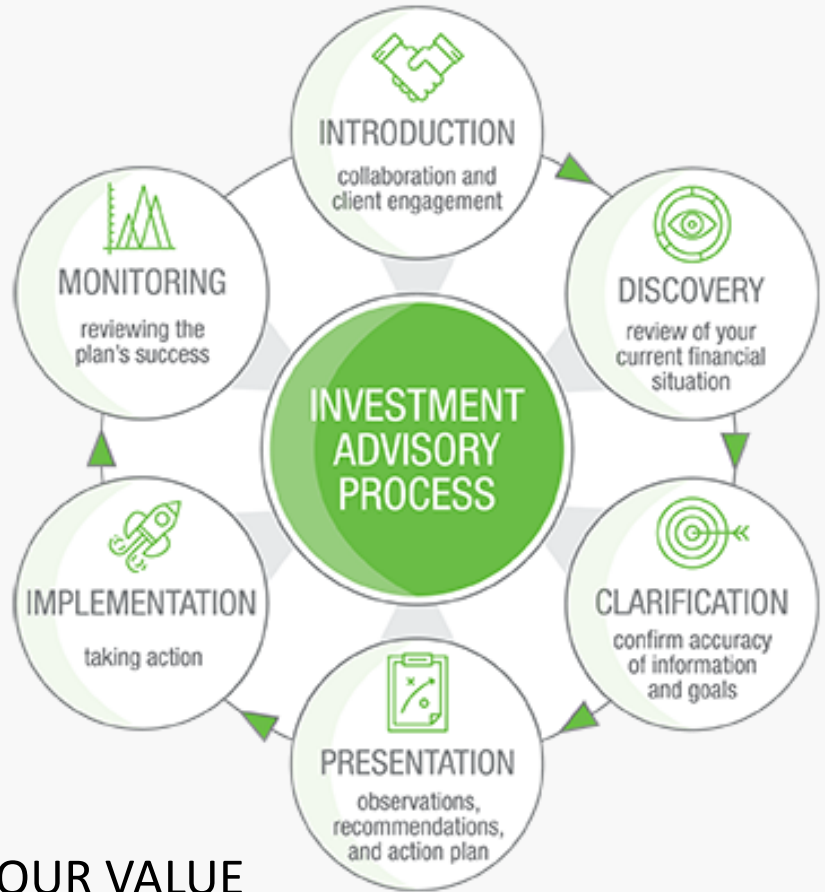 INTRODUCTION
collaboration and
client engagement
DISCOVERY
review of your
current financial
situation
CLARIFICATION
confirm accuracy
of information
and goals
PRESENTATION
observations,
recommendations,
and action plan
IMPLEMENTATION
taking action
MONITORING
reviewing the
plan's success
INVESTMENT
ADVISORY
PROCESS
OUR VALUE